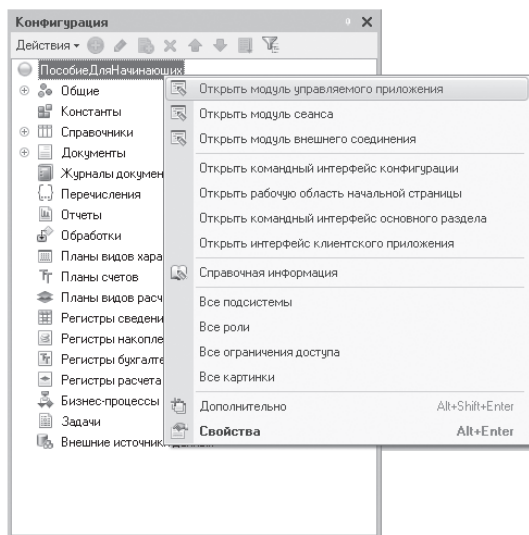 Конфигурация
Действия
ПособиеДляНачинающих
Общие
Константы
Справочники
Документы
Журналы докумен
Перечисления
Отчеты
Обработки
Планы видов хара
Планы счетов
Планы видов расч
Регистры сведени
Регистры накопле
Регистры бухгалте
Регистры расчета
Бизнес-процессы
Задачи
Внешние источники данных
Открыть модуль управляемого приложения
Открыть модуль сеанса
Открыть модуль внешнего соединения
Открыть командный интерфейс конфигурации
Открыть рабочую область начальной страницы
Открыть командный интерфейс основного раздела
Открыть интерфейс клиентского приложения
Справочная информация
Все подсистемы
Все роли
Все ограничения доступа
Все картинки
Дополнительно Alt+Shift+Enter
Свойства Alt+Enter